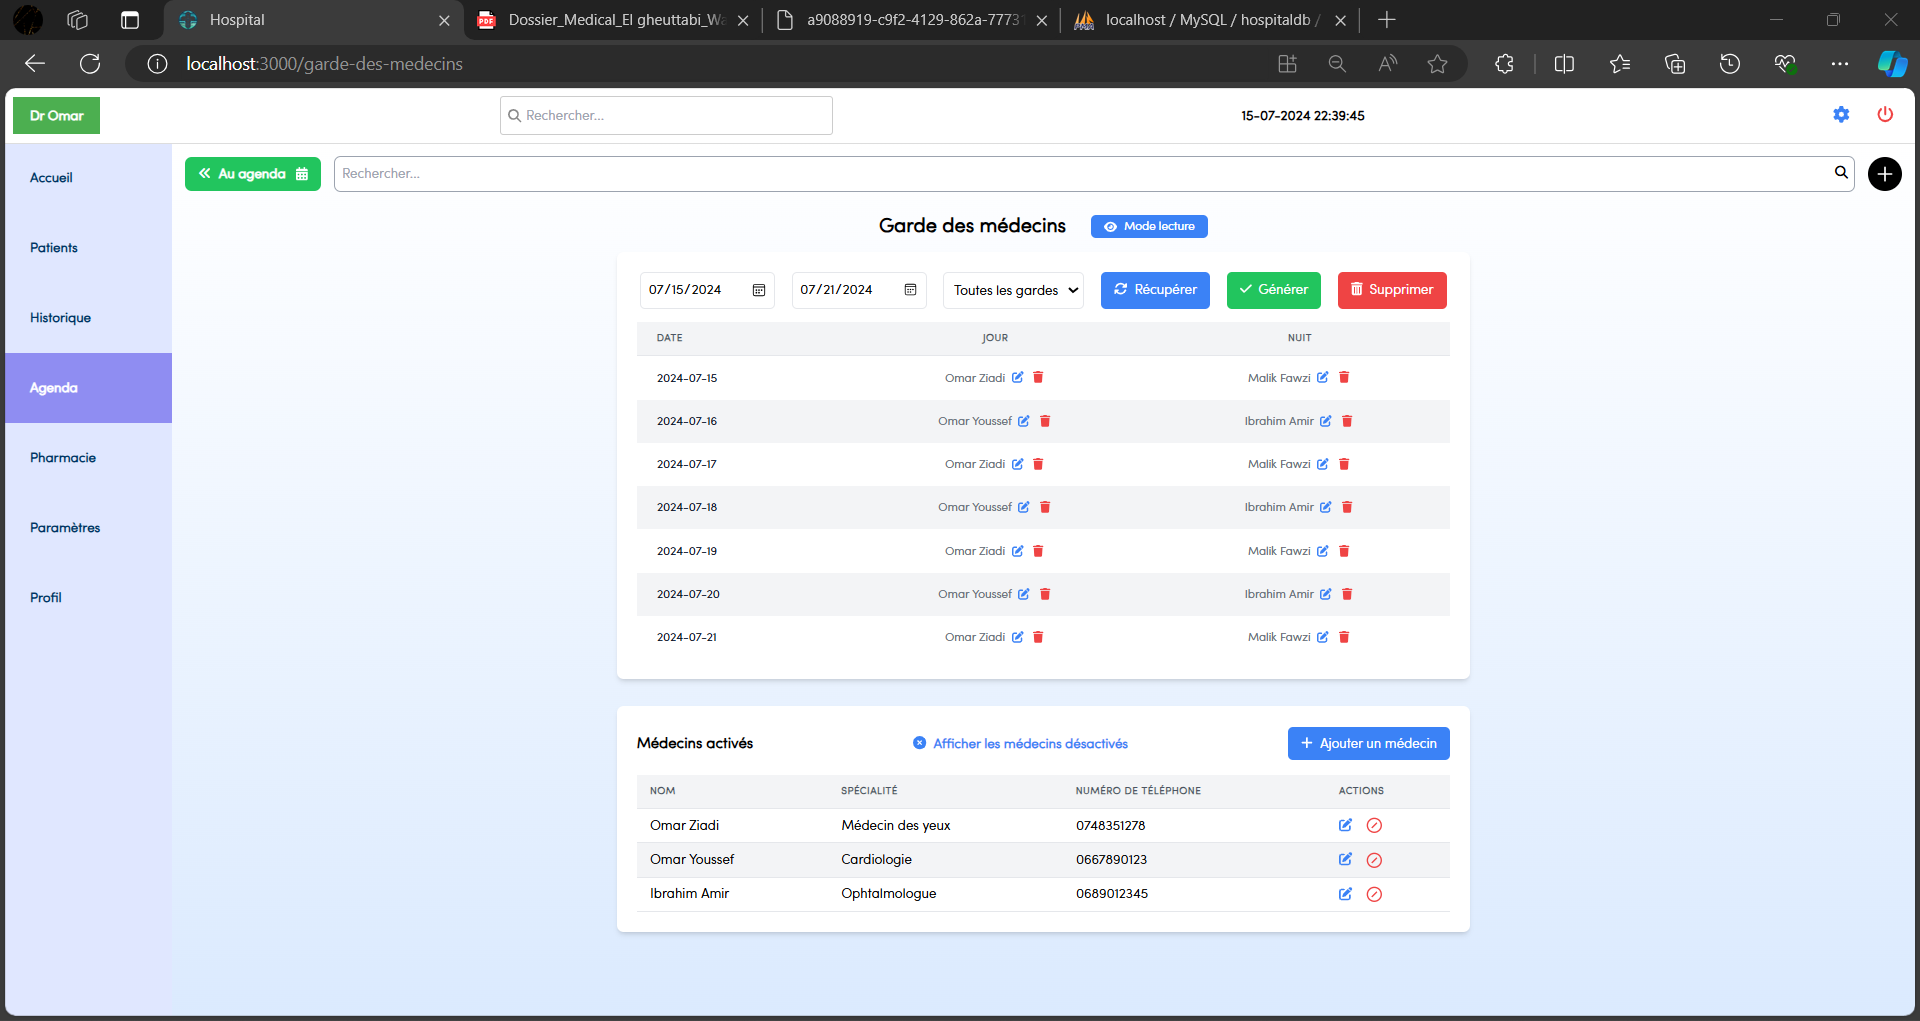 Hospital
Dossier_Medical_El gheuttabi_Wa
a9088919-c9f2-4129-862a-7773
localhost / MySQL / hospitaldb /
localhost:3000/garde-des-medecins
Dr Omar
Rechercher...
15-07-2024 22:39:45
Accueil
Patients
Historique
Agenda
Pharmacie
Paramètres
Profil
Au agenda
Rechercher...
Garde des médecins
Mode lecture
07/15/2024
07/21/2024
Toutes les gardes
Récupérer
Générer
Supprimer
DATE JOUR NUIT
2024-07-15 Omar Ziadi Malik Fawzi
2024-07-16 Omar Youssef Ibrahim Amir
2024-07-17 Omar Ziadi Malik Fawzi
2024-07-18 Omar Youssef Ibrahim Amir
2024-07-19 Omar Ziadi Malik Fawzi
2024-07-20 Omar Youssef Ibrahim Amir
2024-07-21 Omar Ziadi Malik Fawzi
Médecins activés
Afficher les médecins désactivés
+ Ajouter un médecin
NOM SPÉCIALITÉ NUMÉRO DE TÉLÉPHONE ACTIONS
Omar Ziadi Médecin des yeux 0748351278
Omar Youssef Cardiologie 0667890123
Ibrahim Amir Ophtalmologue 0689012345